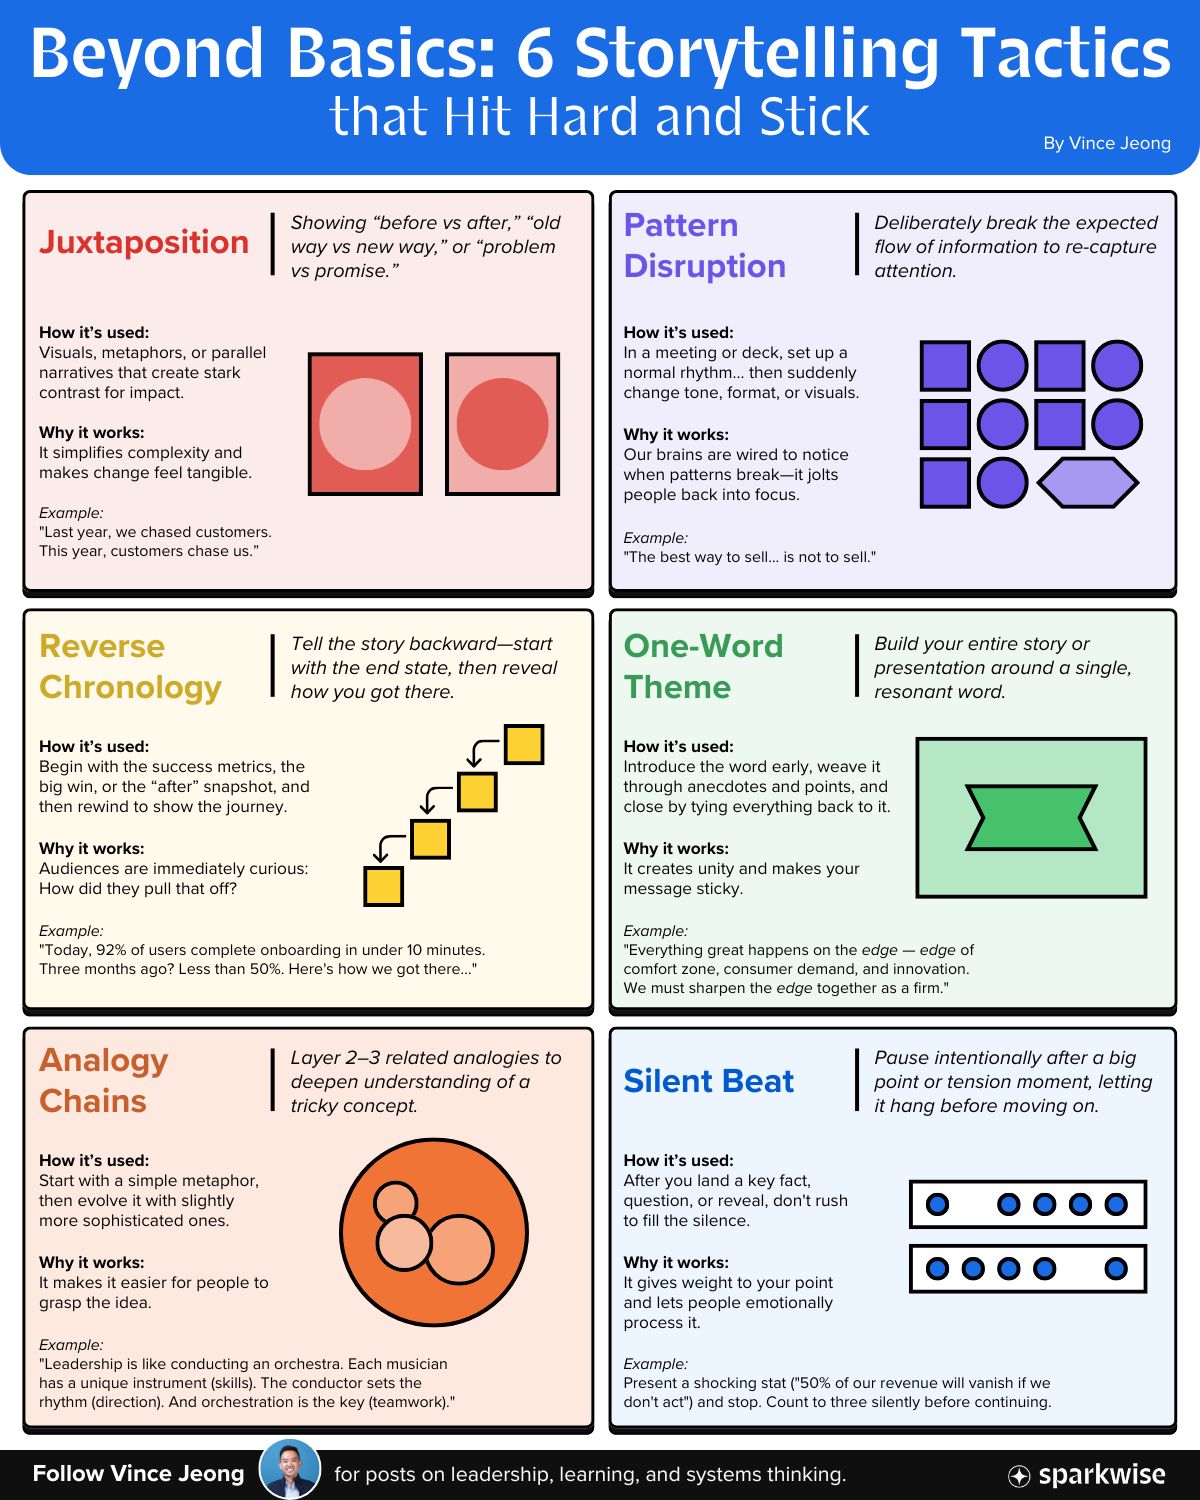 Beyond Basics: 6 Storytelling Tactics
that Hit Hard and Stick
By Vince Jeong
Juxtaposition
Showing “before vs after,” “old
way vs new way,” or “problem
vs promise.”
How it’s used:
Visuals, metaphors, or parallel
narratives that create stark
contrast for impact.
Why it works:
It simplifies complexity and
makes change feel tangible.
Example:
"Last year, we chased customers.
This year, customers chase us.”
Pattern
Disruption
Deliberately break the expected
flow of information to re-capture
attention.
How it’s used:
In a meeting or deck, set up a
normal rhythm... then suddenly
change tone, format, or visuals.
Why it works:
Our brains are wired to notice
when patterns break—it jolts
people back into focus.
Example:
"The best way to sell... is not to sell."
Reverse
Chronology
Tell the story backward—start
with the end state, then reveal
how you got there.
How it’s used:
Begin with the success metrics, the
big win, or the “after” snapshot, and
then rewind to show the journey.
Why it works:
Audiences are immediately curious:
How did they pull that off?
Example:
"Today, 92% of users complete onboarding in under 10 minutes.
Three months ago? Less than 50%. Here's how we got there..."
One-Word
Theme
Build your entire story or
presentation around a single,
resonant word.
How it’s used:
Introduce the word early, weave it
through anecdotes and points, and
close by tying everything back to it.
Why it works:
It creates unity and makes your
message sticky.
Example:
"Everything great happens on the edge — edge of
comfort zone, consumer demand, and innovation.
We must sharpen the edge together as a firm."
Analogy
Chains
Layer 2–3 related analogies to
deepen understanding of a
tricky concept.
How it’s used:
Start with a simple metaphor,
then evolve it with slightly
more sophisticated ones.
Why it works:
It makes it easier for people to
grasp the idea.
Example:
"Leadership is like conducting an orchestra. Each musician
has a unique instrument (skills). The conductor sets the
rhythm (direction). And orchestration is the key (teamwork)."
Silent Beat
Pause intentionally after a big
point or tension moment, letting
it hang before moving on.
How it’s used:
After you land a key fact,
question, or reveal, don't rush
to fill the silence.
Why it works:
It gives weight to your point
and lets people emotionally
process it.
Example:
Present a shocking stat ("50% of our revenue will vanish if we
don't act") and stop. Count to three silently before continuing.
Follow Vince Jeong for posts on leadership, learning, and systems thinking.
sparkwise